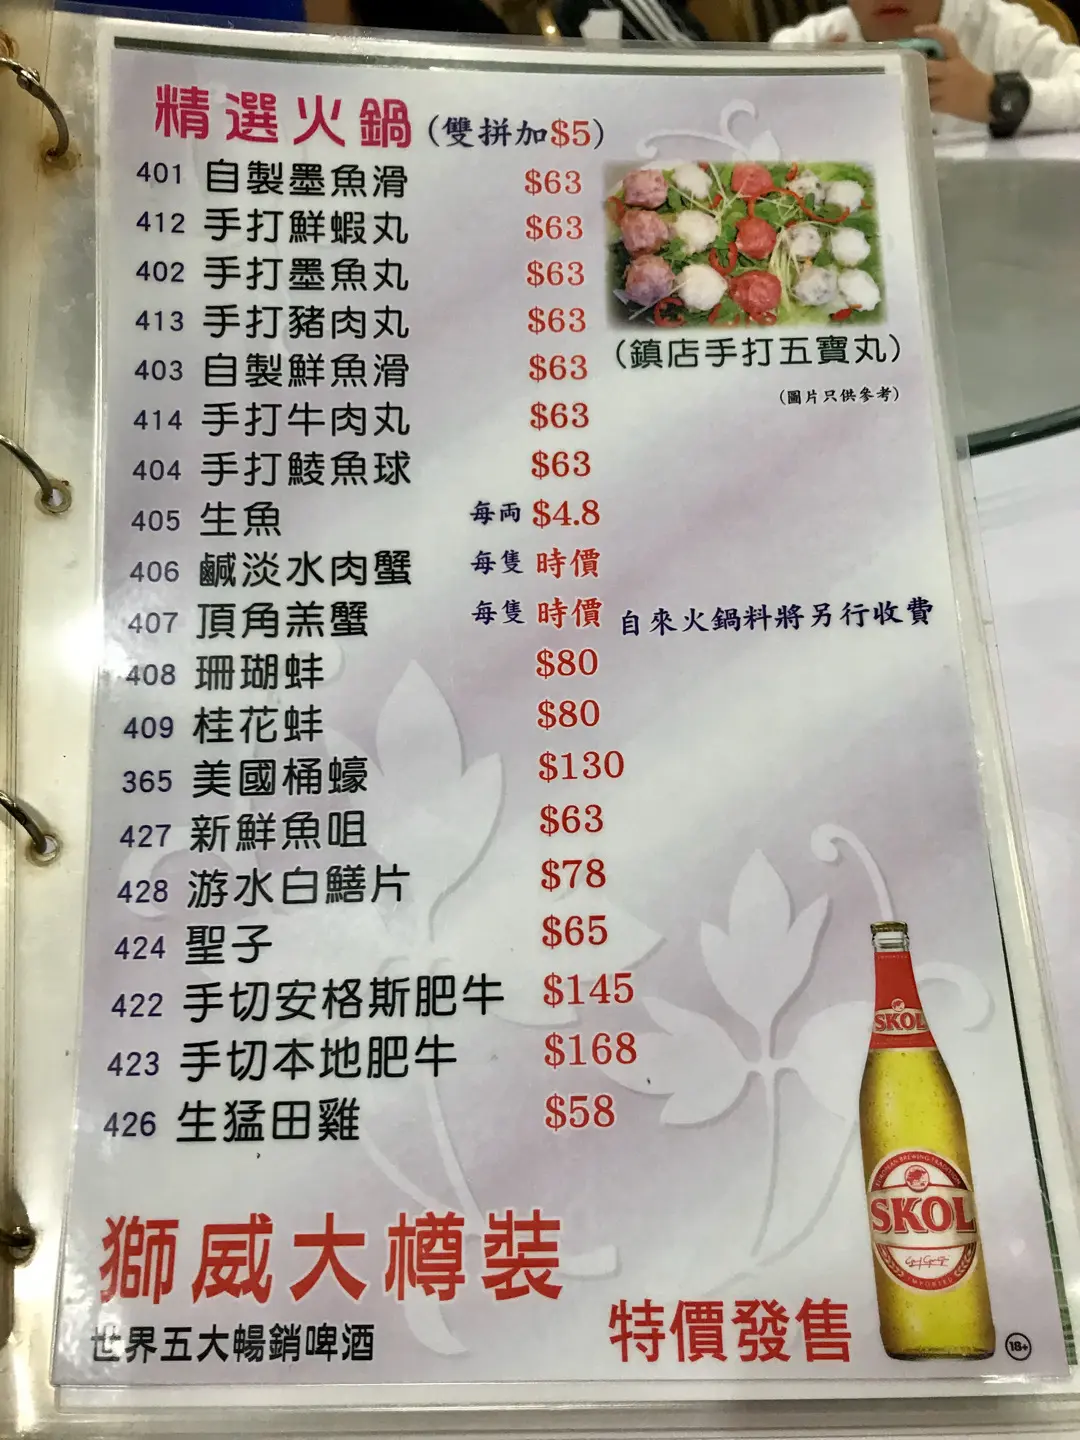 精選火鍋 (雙拼加$5)
401 自製墨魚滑 $63
412 手打鮮蝦丸 $63
402 手打墨魚丸 $63
413 手打豬肉丸 $63
403 自製鮮魚滑 $63
414 手打牛肉丸 $63
404 手打鯪魚球 $63
405 生魚 每両 $4.8
406 鹹淡水肉蟹 每隻 時價
407 頂角羔蟹 每隻 時價 自來火鍋料將另行收費
408 珊瑚蚌 $80
409 桂花蚌 $80
365 美國桶蠔 $130
427 新鮮魚咀 $63
428 游水白鱔片 $78
424 聖子 $65
422 手切安格斯肥牛 $145
423 手切本地肥牛 $168
426 生猛田雞 $58
(鎮店手打五寶丸)
(圖片只供參考)
獅威大樽裝
世界五大暢銷啤酒
特價發售
SKOL
SKOL
IMPORTED
18+